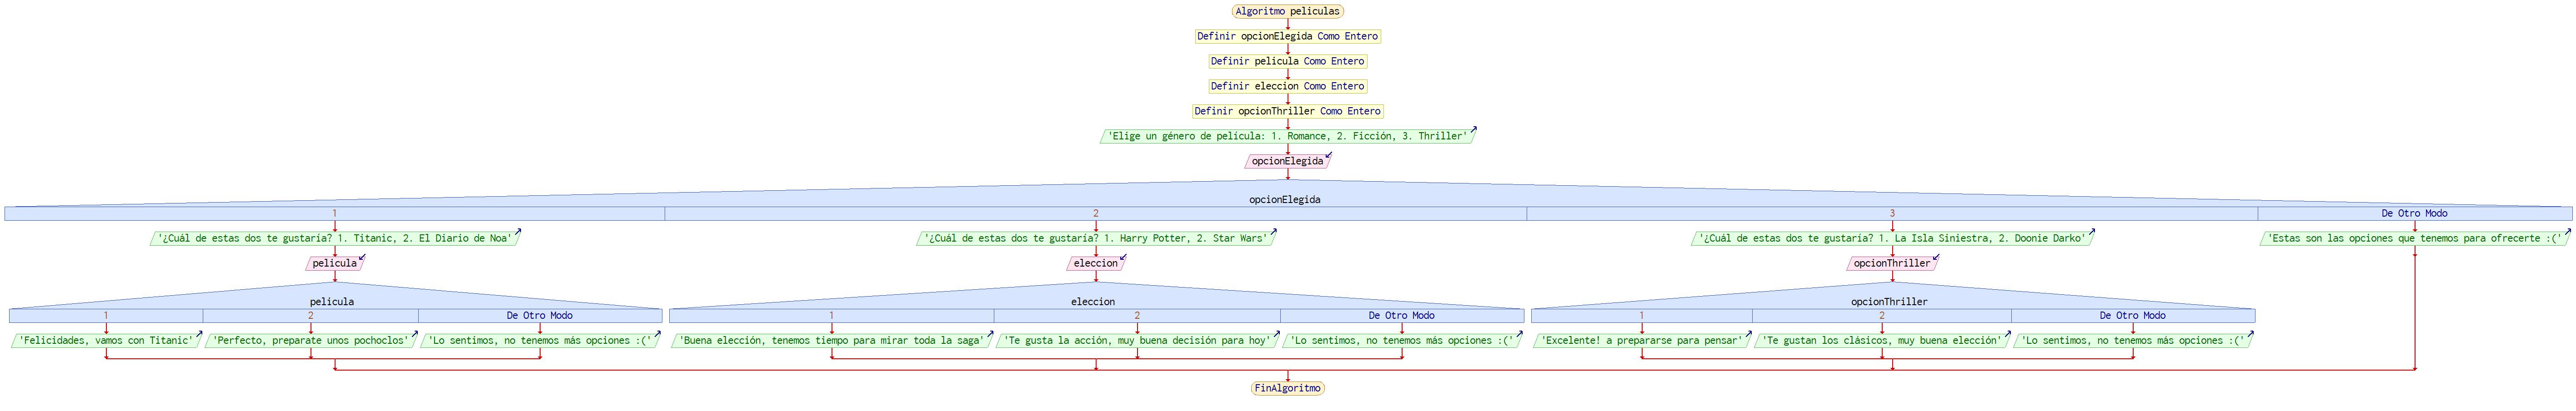 Algoritmo peliculas
Definir opcionElegida Como Entero
Definir pelicula Como Entero
Definir eleccion Como Entero
Definir opcionThriller Como Entero
'Elige un género de película: 1. Romance, 2. Ficción, 3. Thriller'
opcionElegida
opcionElegida
1 2 3 De Otro Modo
'¿Cuál de estas dos te gustaría? 1. Titanic, 2. El Diario de Noa' '¿Cuál de estas dos te gustaría? 1. Harry Potter, 2. Star Wars' '¿Cuál de estas dos te gustaría? 1. La Isla Siniestra, 2. Doonie Darko' 'Estas son las opciones que tenemos para ofrecerte :('
pelicula eleccion opcionThriller
pelicula eleccion opcionThriller
1 2 De Otro Modo 1 2 De Otro Modo 1 2 De Otro Modo
'Felicidades, vamos con Titanic' 'Perfecto, preparate unos pochoclos' 'Lo sentimos, no tenemos más opciones :(' 'Buena elección, tenemos tiempo para mirar toda la saga' 'Te gusta la acción, muy buena decisión para hoy' 'Lo sentimos, no tenemos más opciones :(' 'Excelente! a prepararse para pensar' 'Te gustan los clásicos, muy buena elección' 'Lo sentimos, no tenemos más opciones :('
FinAlgoritmo